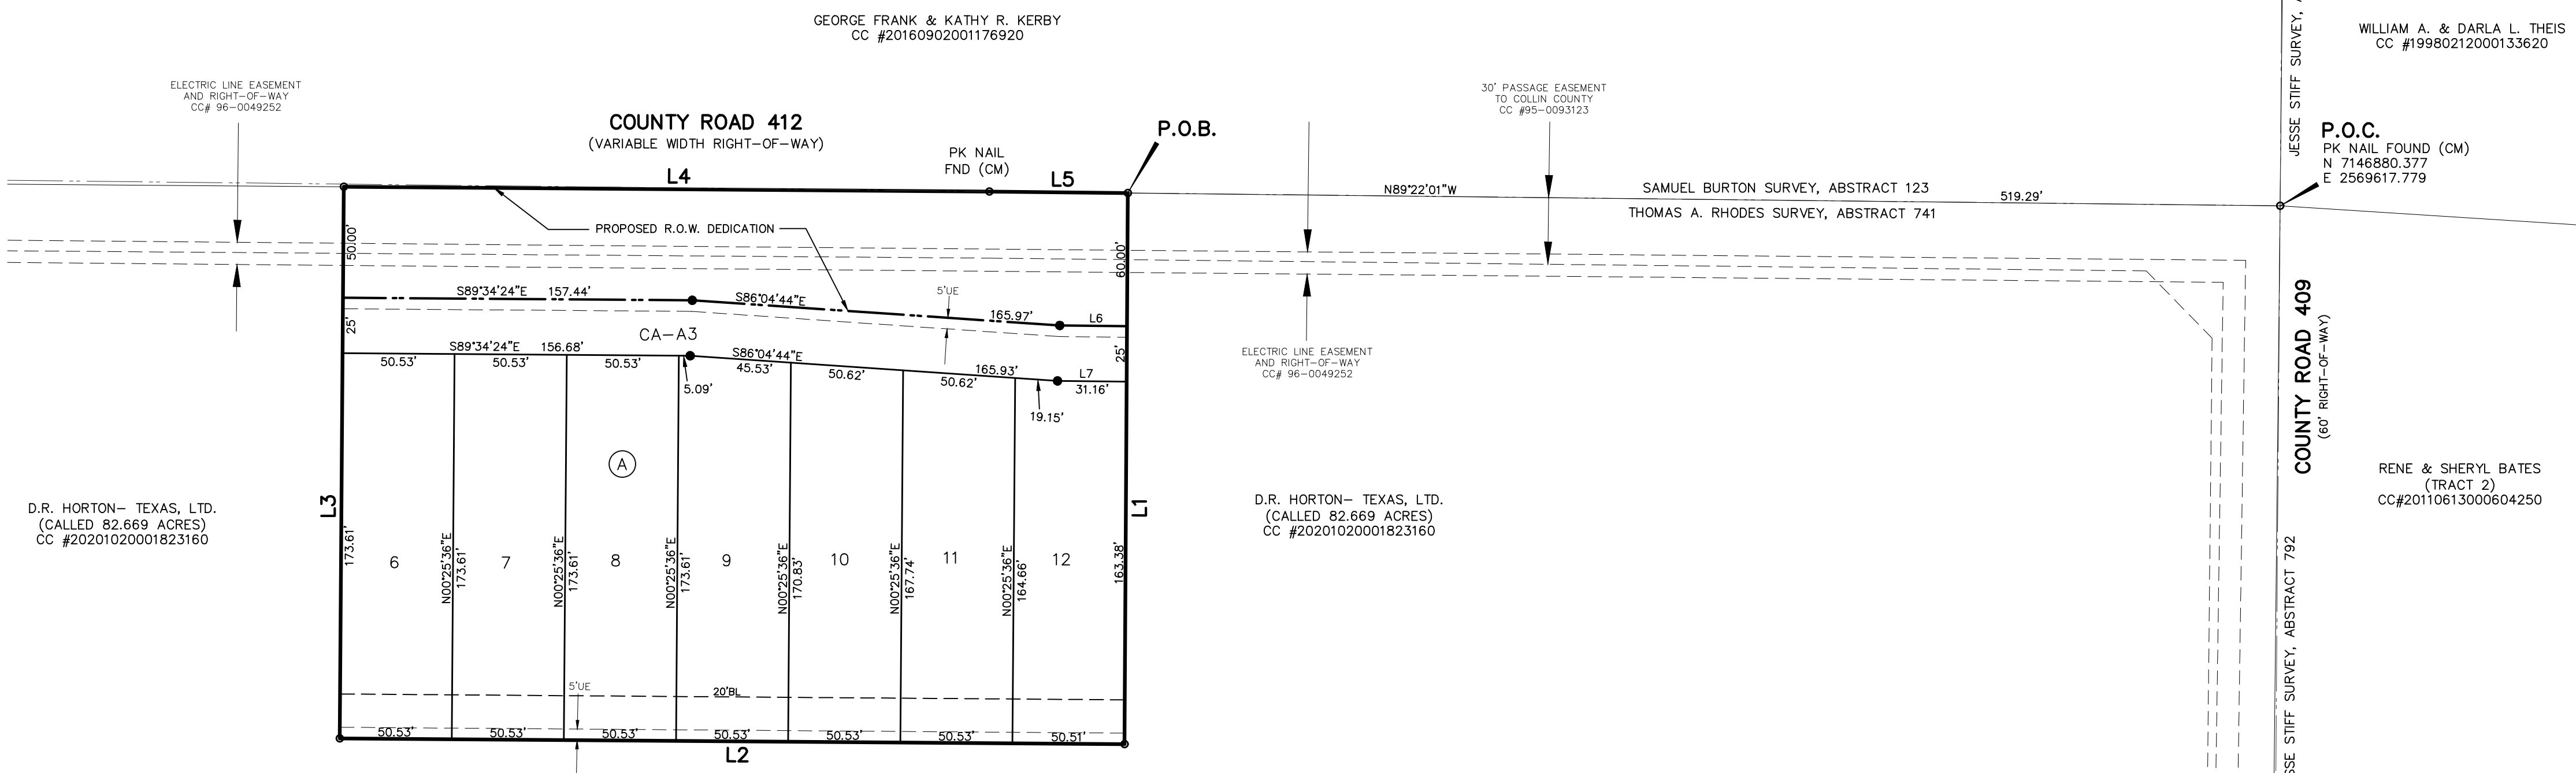 GEORGE FRANK & KATHY R. KERBY
CC #20160902001176920
WILLIAM A. & DARLA L. THEIS
CC #19980212000133620
JESSE STIFF SURVEY,
ELECTRIC LINE EASEMENT
AND RIGHT-OF-WAY
CC# 96-0049252
COUNTY ROAD 412
(VARIABLE WIDTH RIGHT-OF-WAY)
30' PASSAGE EASEMENT
TO COLLIN COUNTY
CC #95-0093123
P.O.B.
P.O.C.
PK NAIL FOUND (CM)
N 7146880.377
E 2569617.779
PK NAIL
FND (CM)
L4
L5
N89°22'01"W
SAMUEL BURTON SURVEY, ABSTRACT 123
519.29'
THOMAS A. RHODES SURVEY, ABSTRACT 741
PROPOSED R.O.W. DEDICATION
50.00'
60.00'
S89°34'24"E 157.44'
S86°04'44"E
5'UE
165.97'
L6
25'
CA-A3
25'
S89°34'24"E 156.68'
S86°04'44"E
165.93'
L7
50.53'
50.53'
50.53'
5.09'
45.53'
50.62'
50.62'
19.15'
31.16'
ELECTRIC LINE EASEMENT
AND RIGHT-OF-WAY
CC# 96-0049252
COUNTY ROAD 409
(60' RIGHT-OF-WAY)
A
D.R. HORTON- TEXAS, LTD.
(CALLED 82.669 ACRES)
CC #20201020001823160
L3
L1
D.R. HORTON- TEXAS, LTD.
(CALLED 82.669 ACRES)
CC #20201020001823160
RENE & SHERYL BATES
(TRACT 2)
CC#20110613000604250
173.61'
6
N00°25'36"E
173.61'
7
N00°25'36"E
173.61'
8
N00°25'36"E
173.61'
9
N00°25'36"E
170.83'
10
N00°25'36"E
167.74'
11
N00°25'36"E
164.66'
12
163.38'
SSE STIFF SURVEY, ABSTRACT 792
5'UE
20'BL
50.53'
50.53'
50.53'
50.53'
50.53'
50.53'
50.51'
L2